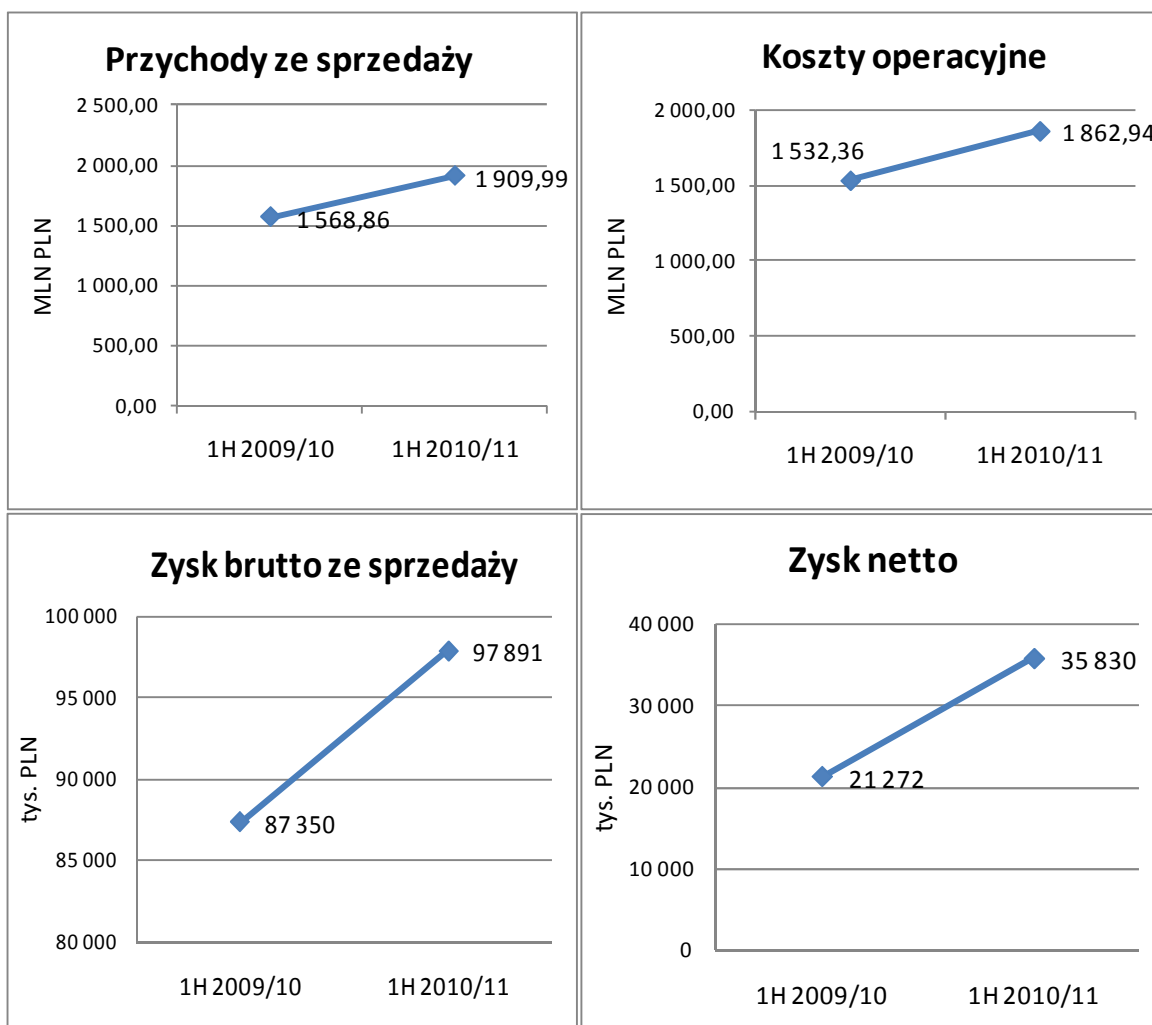 Przychody ze sprzedaży
2 500,00
2 000,00
1 500,00
1 000,00
500,00
0,00
MLN PLN
1 568,86
1 909,99
1H 2009/10
1H 2010/11
Koszty operacyjne
2 000,00
1 500,00
1 000,00
500,00
0,00
MLN PLN
1 532,36
1 862,94
1H 2009/10
1H 2010/11
Zysk brutto ze sprzedaży
100 000
95 000
90 000
85 000
80 000
tys. PLN
87 350
97 891
1H 2009/10
1H 2010/11
Zysk netto
40 000
30 000
20 000
10 000
0
tys. PLN
21 272
35 830
1H 2009/10
1H 2010/11